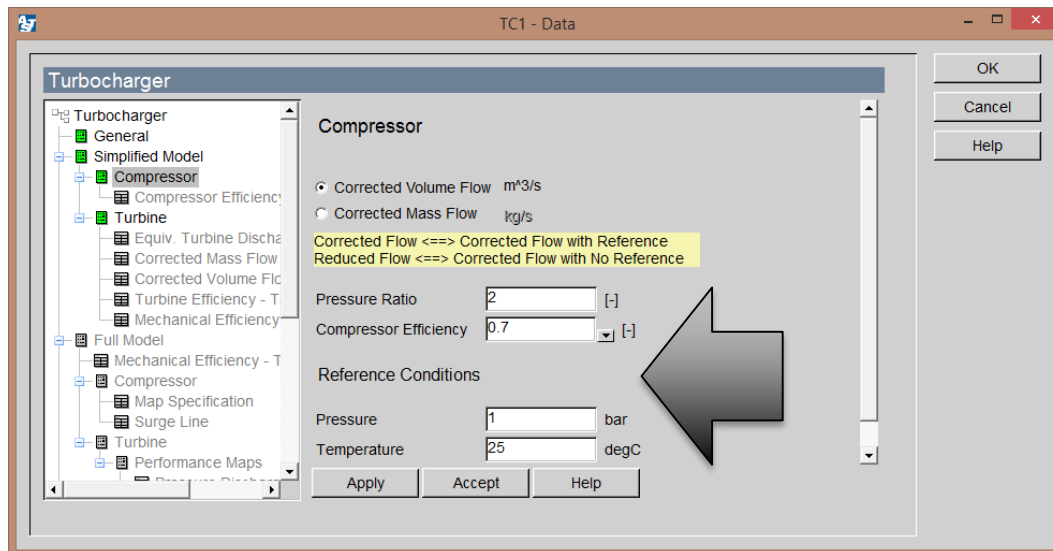 TC1 - Data
Turbocharger
OK
Cancel
Help
Turbocharger
General
Simplified Model
Compressor
Compressor Efficiency
Turbine
Equiv. Turbine Discha
Corrected Mass Flow
Corrected Volume Flo
Turbine Efficiency - T
Mechanical Efficiency
Full Model
Mechanical Efficiency - T
Compressor
Map Specification
Surge Line
Turbine
Performance Maps
Compressor
Corrected Volume Flow m^3/s
Corrected Mass Flow kg/s
Corrected Flow <==> Corrected Flow with Reference
Reduced Flow <==> Corrected Flow with No Reference
Pressure Ratio 2 [-]
Compressor Efficiency 0.7 [-]
Reference Conditions
Pressure 1 bar
Temperature 25 degC
Apply Accept Help